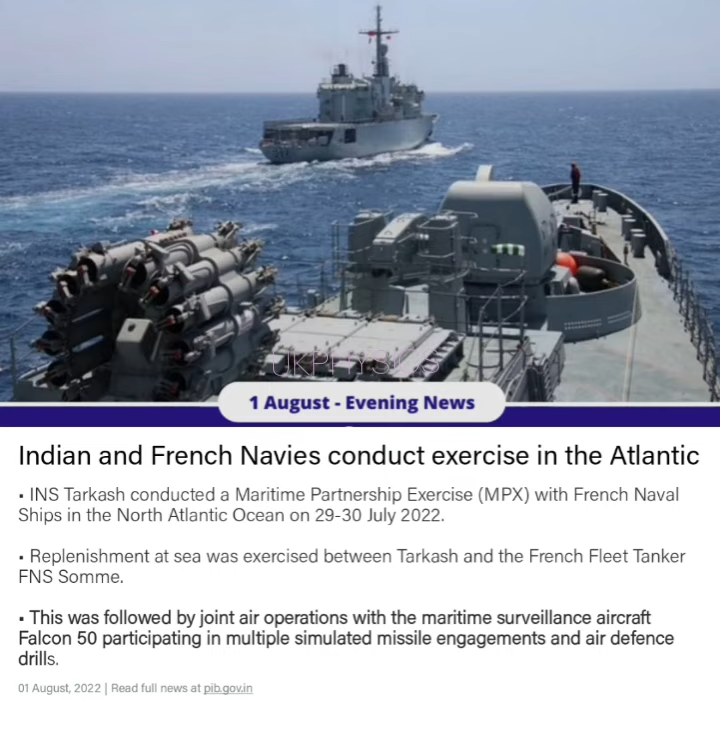 UKPHYSICS
1 August - Evening News
Indian and French Navies conduct exercise in the Atlantic
• INS Tarkash conducted a Maritime Partnership Exercise (MPX) with French Naval
Ships in the North Atlantic Ocean on 29-30 July 2022.
• Replenishment at sea was exercised between Tarkash and the French Fleet Tanker
FNS Somme.
• This was followed by joint air operations with the maritime surveillance aircraft
Falcon 50 participating in multiple simulated missile engagements and air defence
drills.
01 August, 2022 | Read full news at pib.gov.in